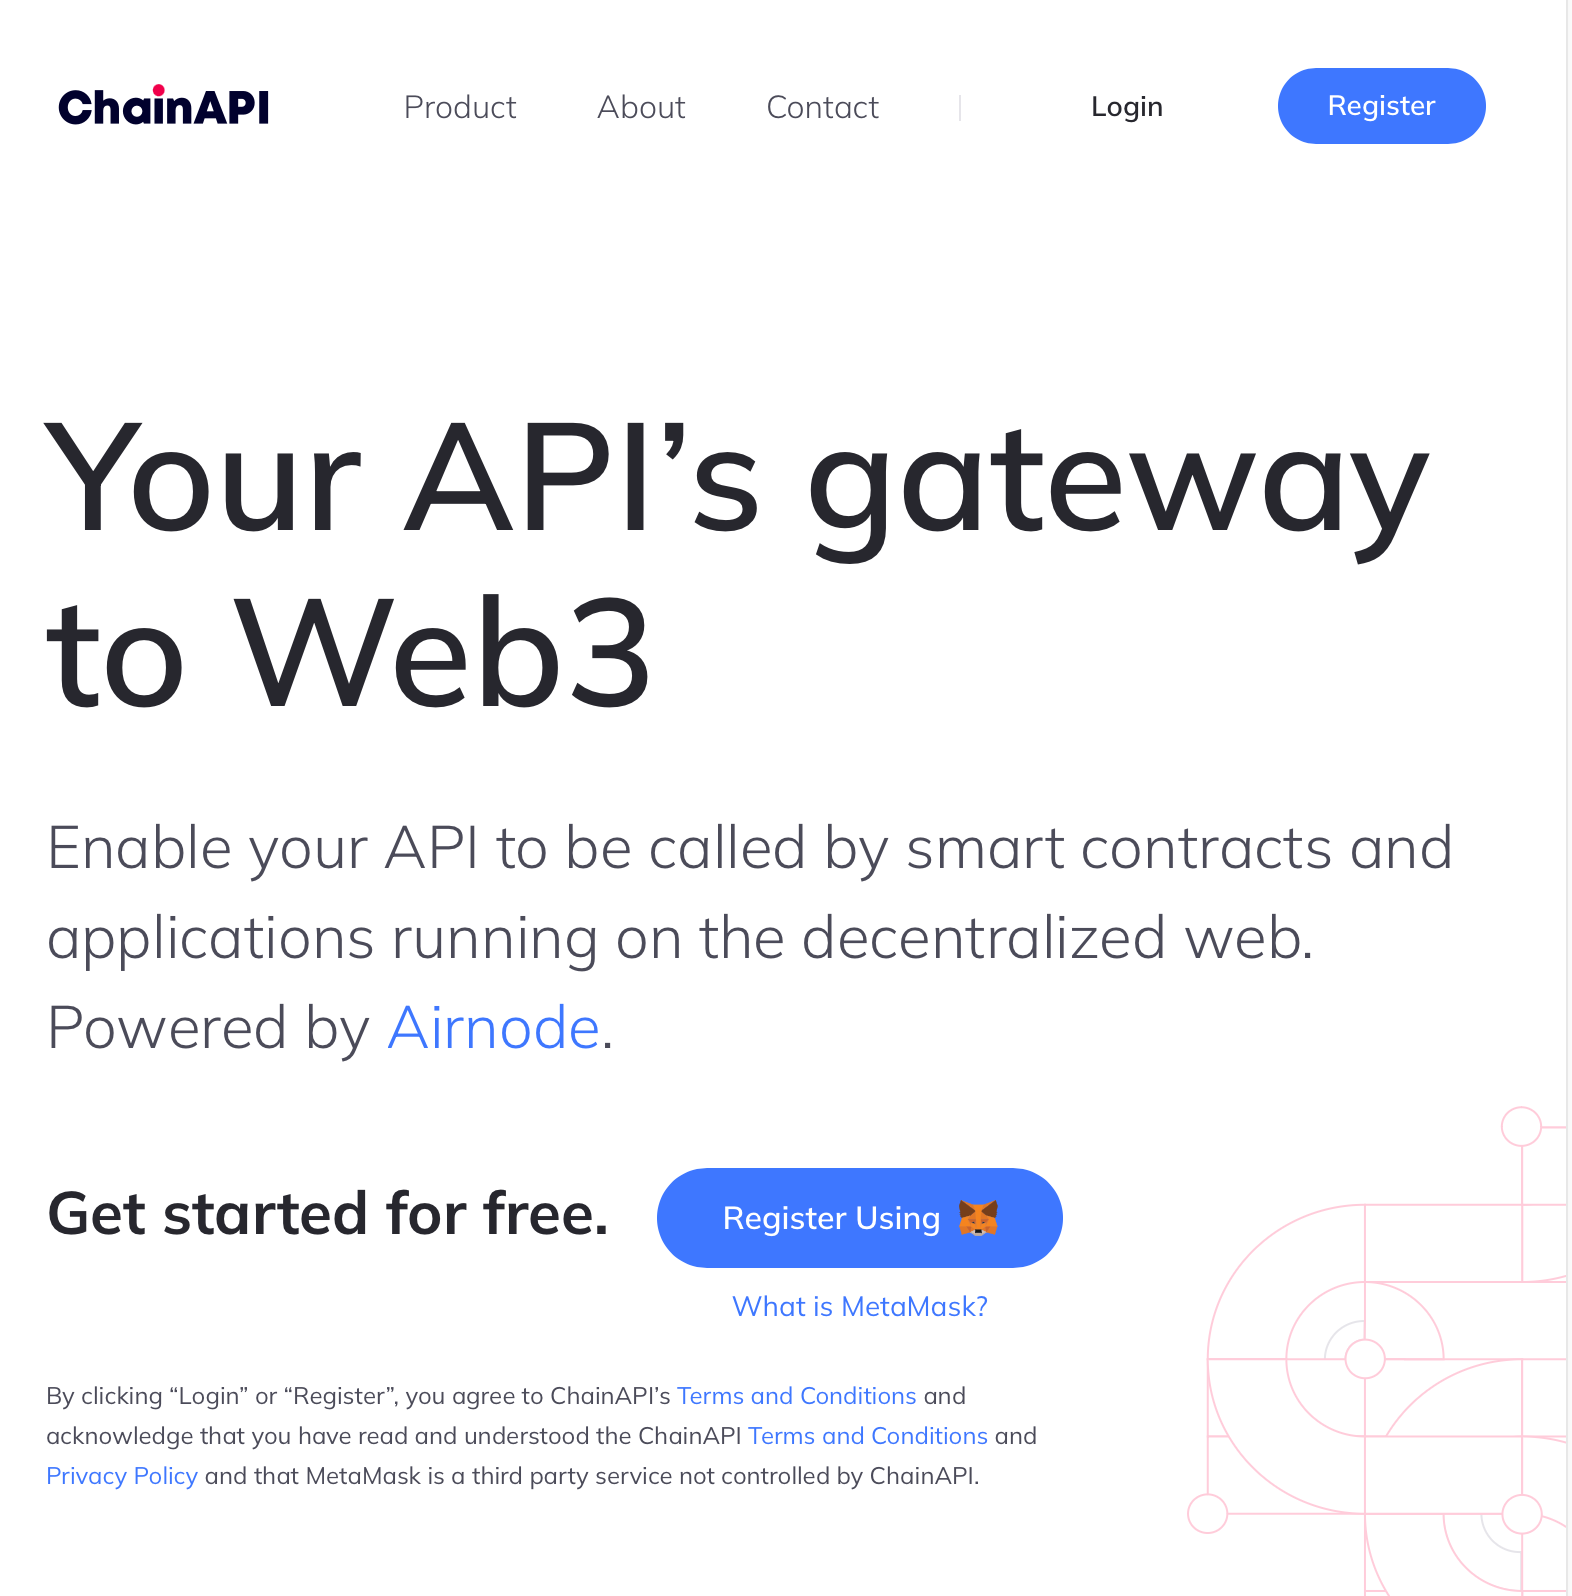 ChainAPI Product About Contact Login Register
Your API’s gateway
to Web3
Enable your API to be called by smart contracts and
applications running on the decentralized web.
Powered by Airnode.
Get started for free. Register Using
What is MetaMask?
By clicking “Login” or “Register”, you agree to ChainAPI’s Terms and Conditions and
acknowledge that you have read and understood the ChainAPI Terms and Conditions and
Privacy Policy and that MetaMask is a third party service not controlled by ChainAPI.